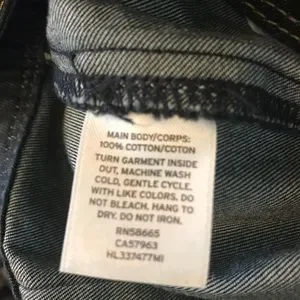 MAIN BODY/CORPS:
100% COTTON/COTON
TURN GARMENT INSIDE
OUT, MACHINE WASH
COLD, GENTLE CYCLE,
WITH LIKE COLORS. DO
NOT BLEACH. HANG TO
DRY. DO NOT IRON.
RN58665
CA57963
HL337477MI